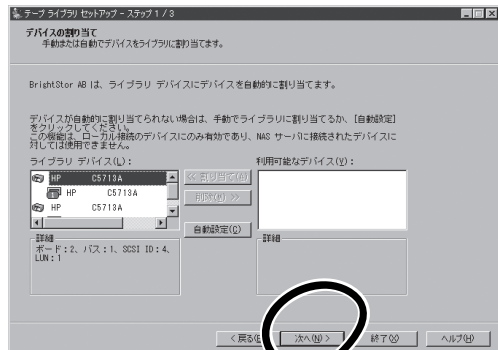 テープ ライブラリ セットアップ - ステップ 1 / 3
デバイスの割り当て
手動または自動でデバイスをライブラリに割り当てます。
BrightStor AB は、ライブラリ デバイスにデバイスを自動的に割り当てます。
デバイスが自動的に割り当てられない場合は、手動でライブラリに割り当てるか、[自動設定]
をクリックしてください。
この機能は、ローカル接続のデバイスにのみ有効であり、NAS サーバに接続されたデバイスに
対しては使用できません。
ライブラリ デバイス(L):
利用可能なデバイス(V):
HP C5713A
HP C5713A
HP C5713A
<< 割り当て(A)
削除(M) >>
自動設定(C)
詳細
ボード:2、バス:1、SCSI ID:4、
LUN:1
詳細
< 戻る(B)
次へ(N) >
終了(X)
ヘルプ(H)